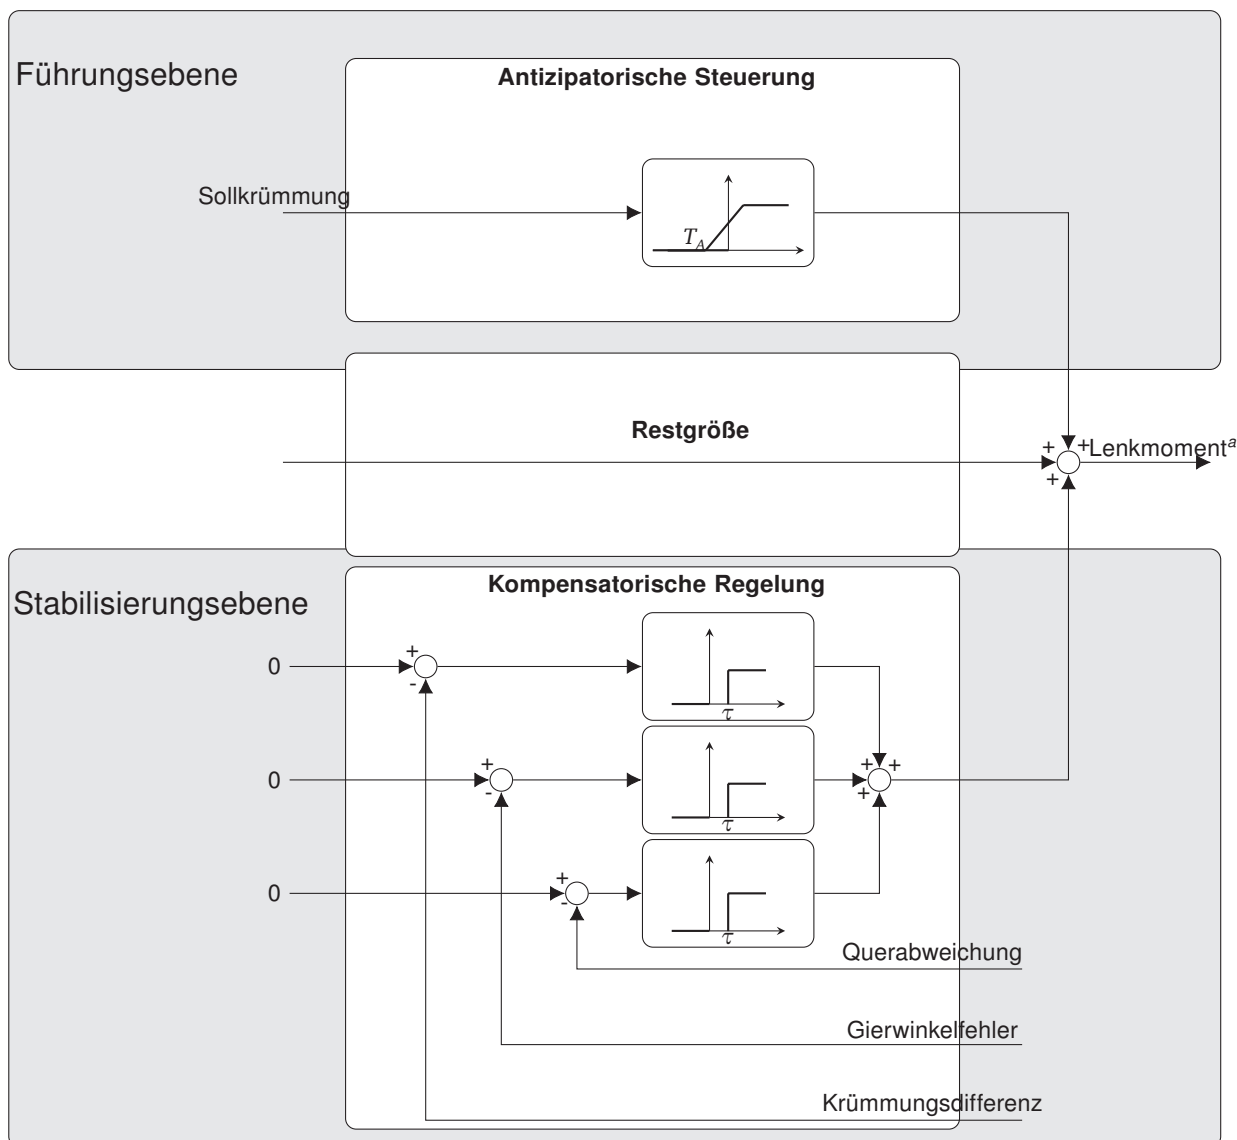 Führungsebene
Antizipatorische Steuerung
Sollkrümmung
T_A
Restgröße
+
+
+
Lenkmoment^a
Stabilisierungsebene
Kompensatorische Regelung
0
+
-
τ
0
+
-
τ
+
+
+
0
+
-
τ
Querabweichung
Gierwinkelfehler
Krümmungsdifferenz